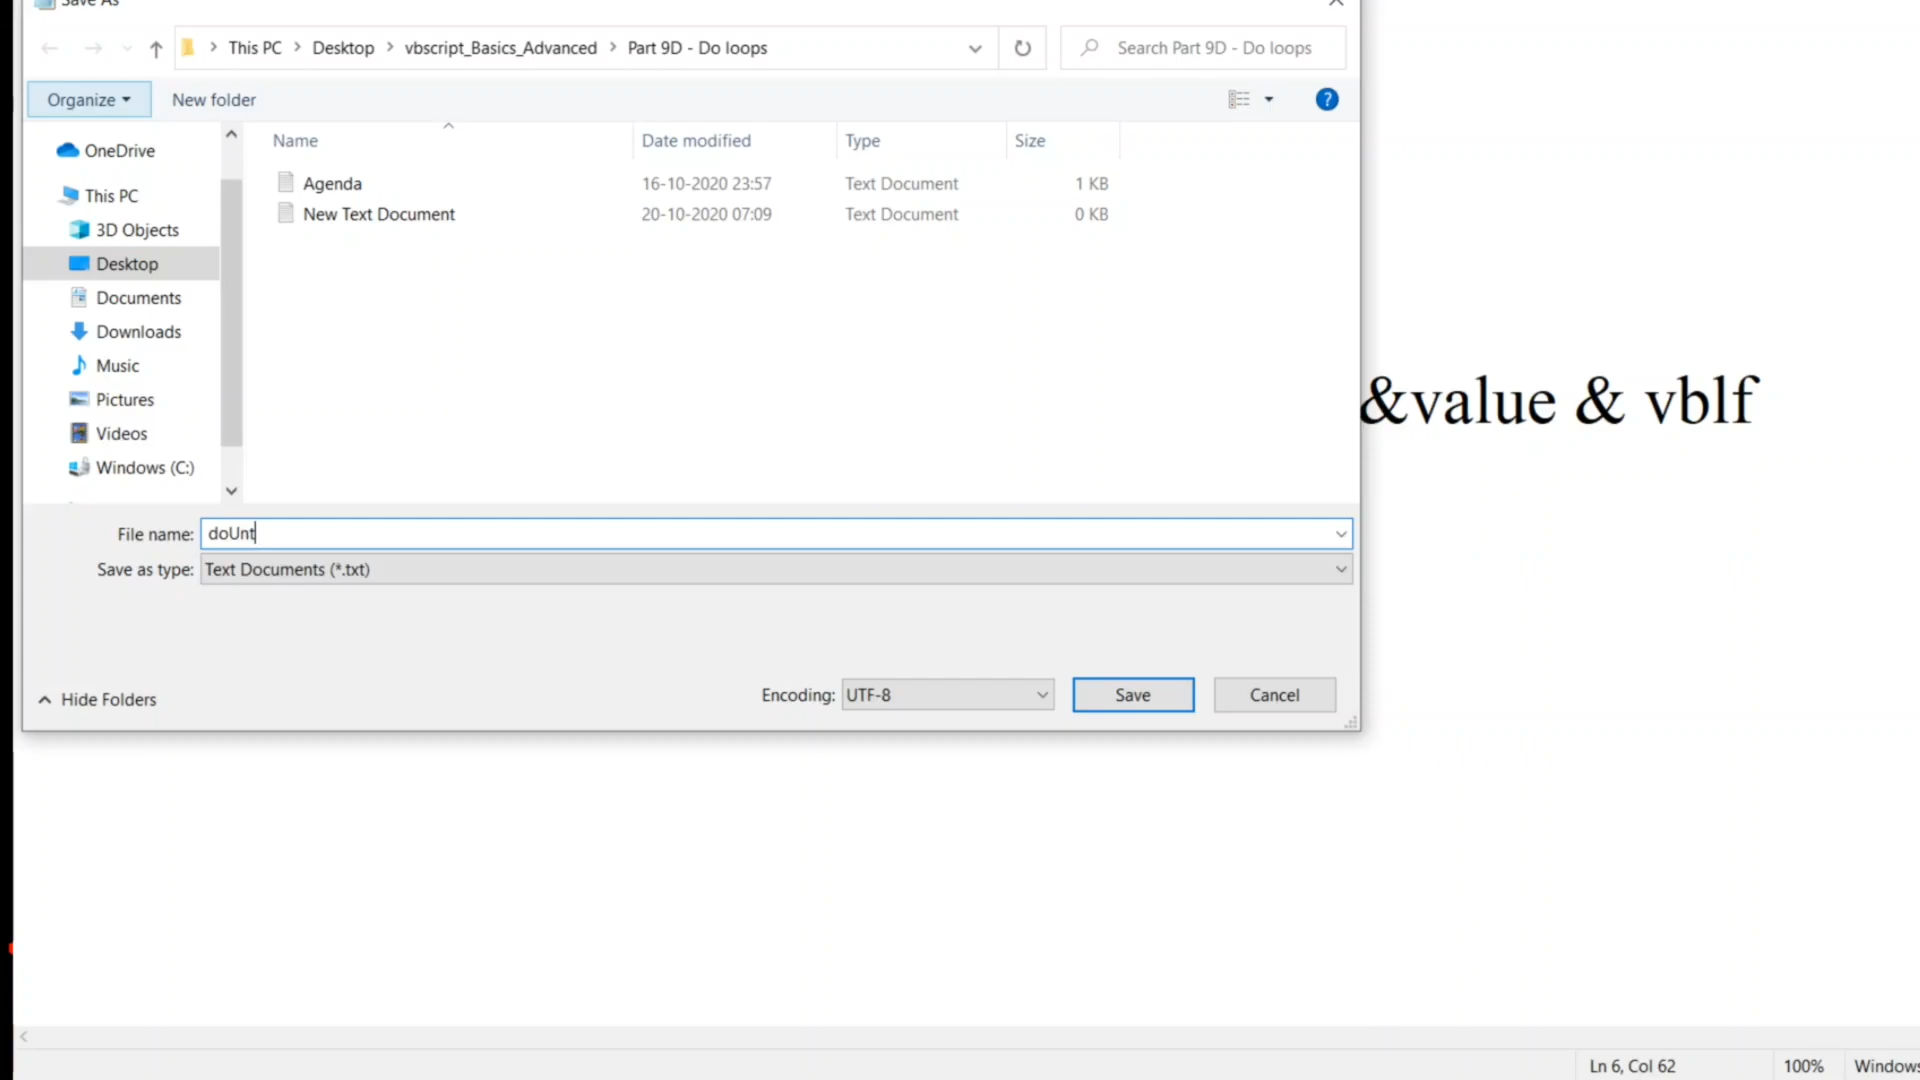 Save As
This PC > Desktop > vbscript_Basics_Advanced > Part 9D - Do loops
Search Part 9D - Do loops
Organize
New folder
?
OneDrive
This PC
3D Objects
Desktop
Documents
Downloads
Music
Pictures
Videos
Windows (C:)
Name Date modified Type Size
Agenda 16-10-2020 23:57 Text Document 1 KB
New Text Document 20-10-2020 07:09 Text Document 0 KB
&value & vblf
File name: doUnt
Save as type: Text Documents (*.txt)
Hide Folders
Encoding: UTF-8
Save
Cancel
Ln 6, Col 62
100%
Windows